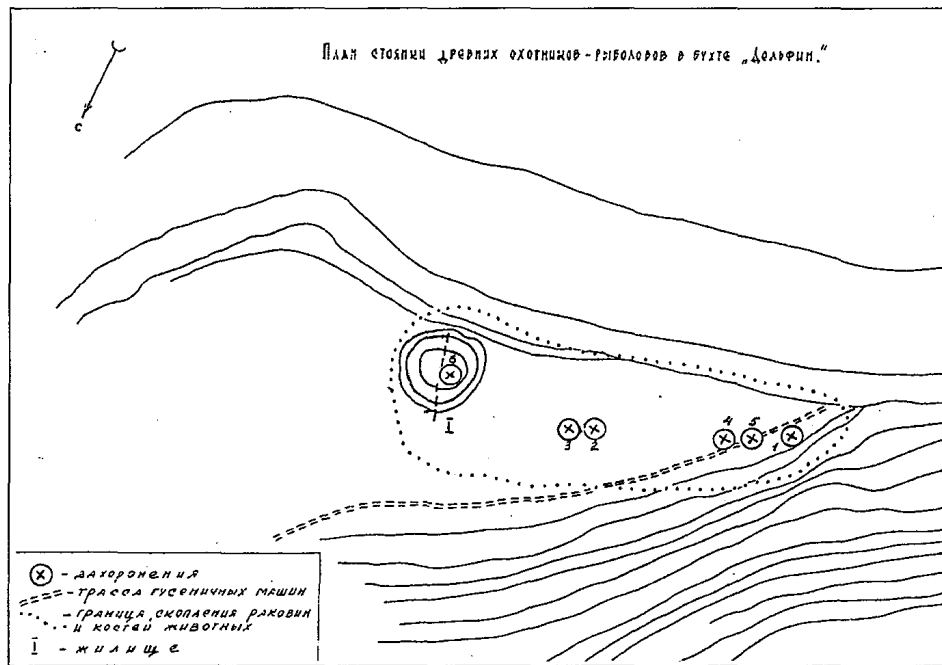 План стоянки древних охотников-рыболовов в бухте „Дельфин."
С
6
I
3
2
4
5
1
- захоронения
- трасса гусеничных машин
- граница скопления раковин
и костей животных
I - жилище